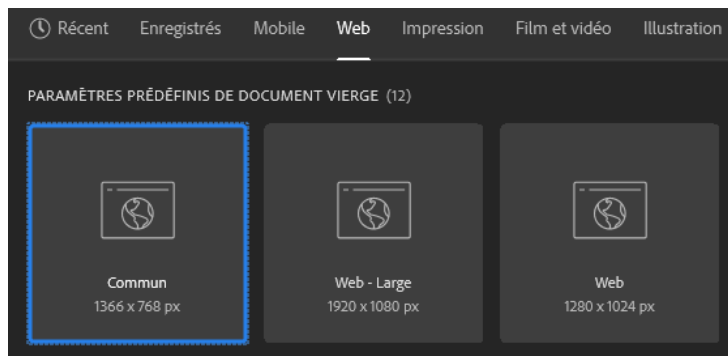 Récent Enregistrés Mobile Web Impression Film et vidéo Illustration
PARAMÈTRES PRÉDÉFINIS DE DOCUMENT VIERGE (12)
Commun Web - Large Web
1366 x 768 px 1920 x 1080 px 1280 x 1024 px